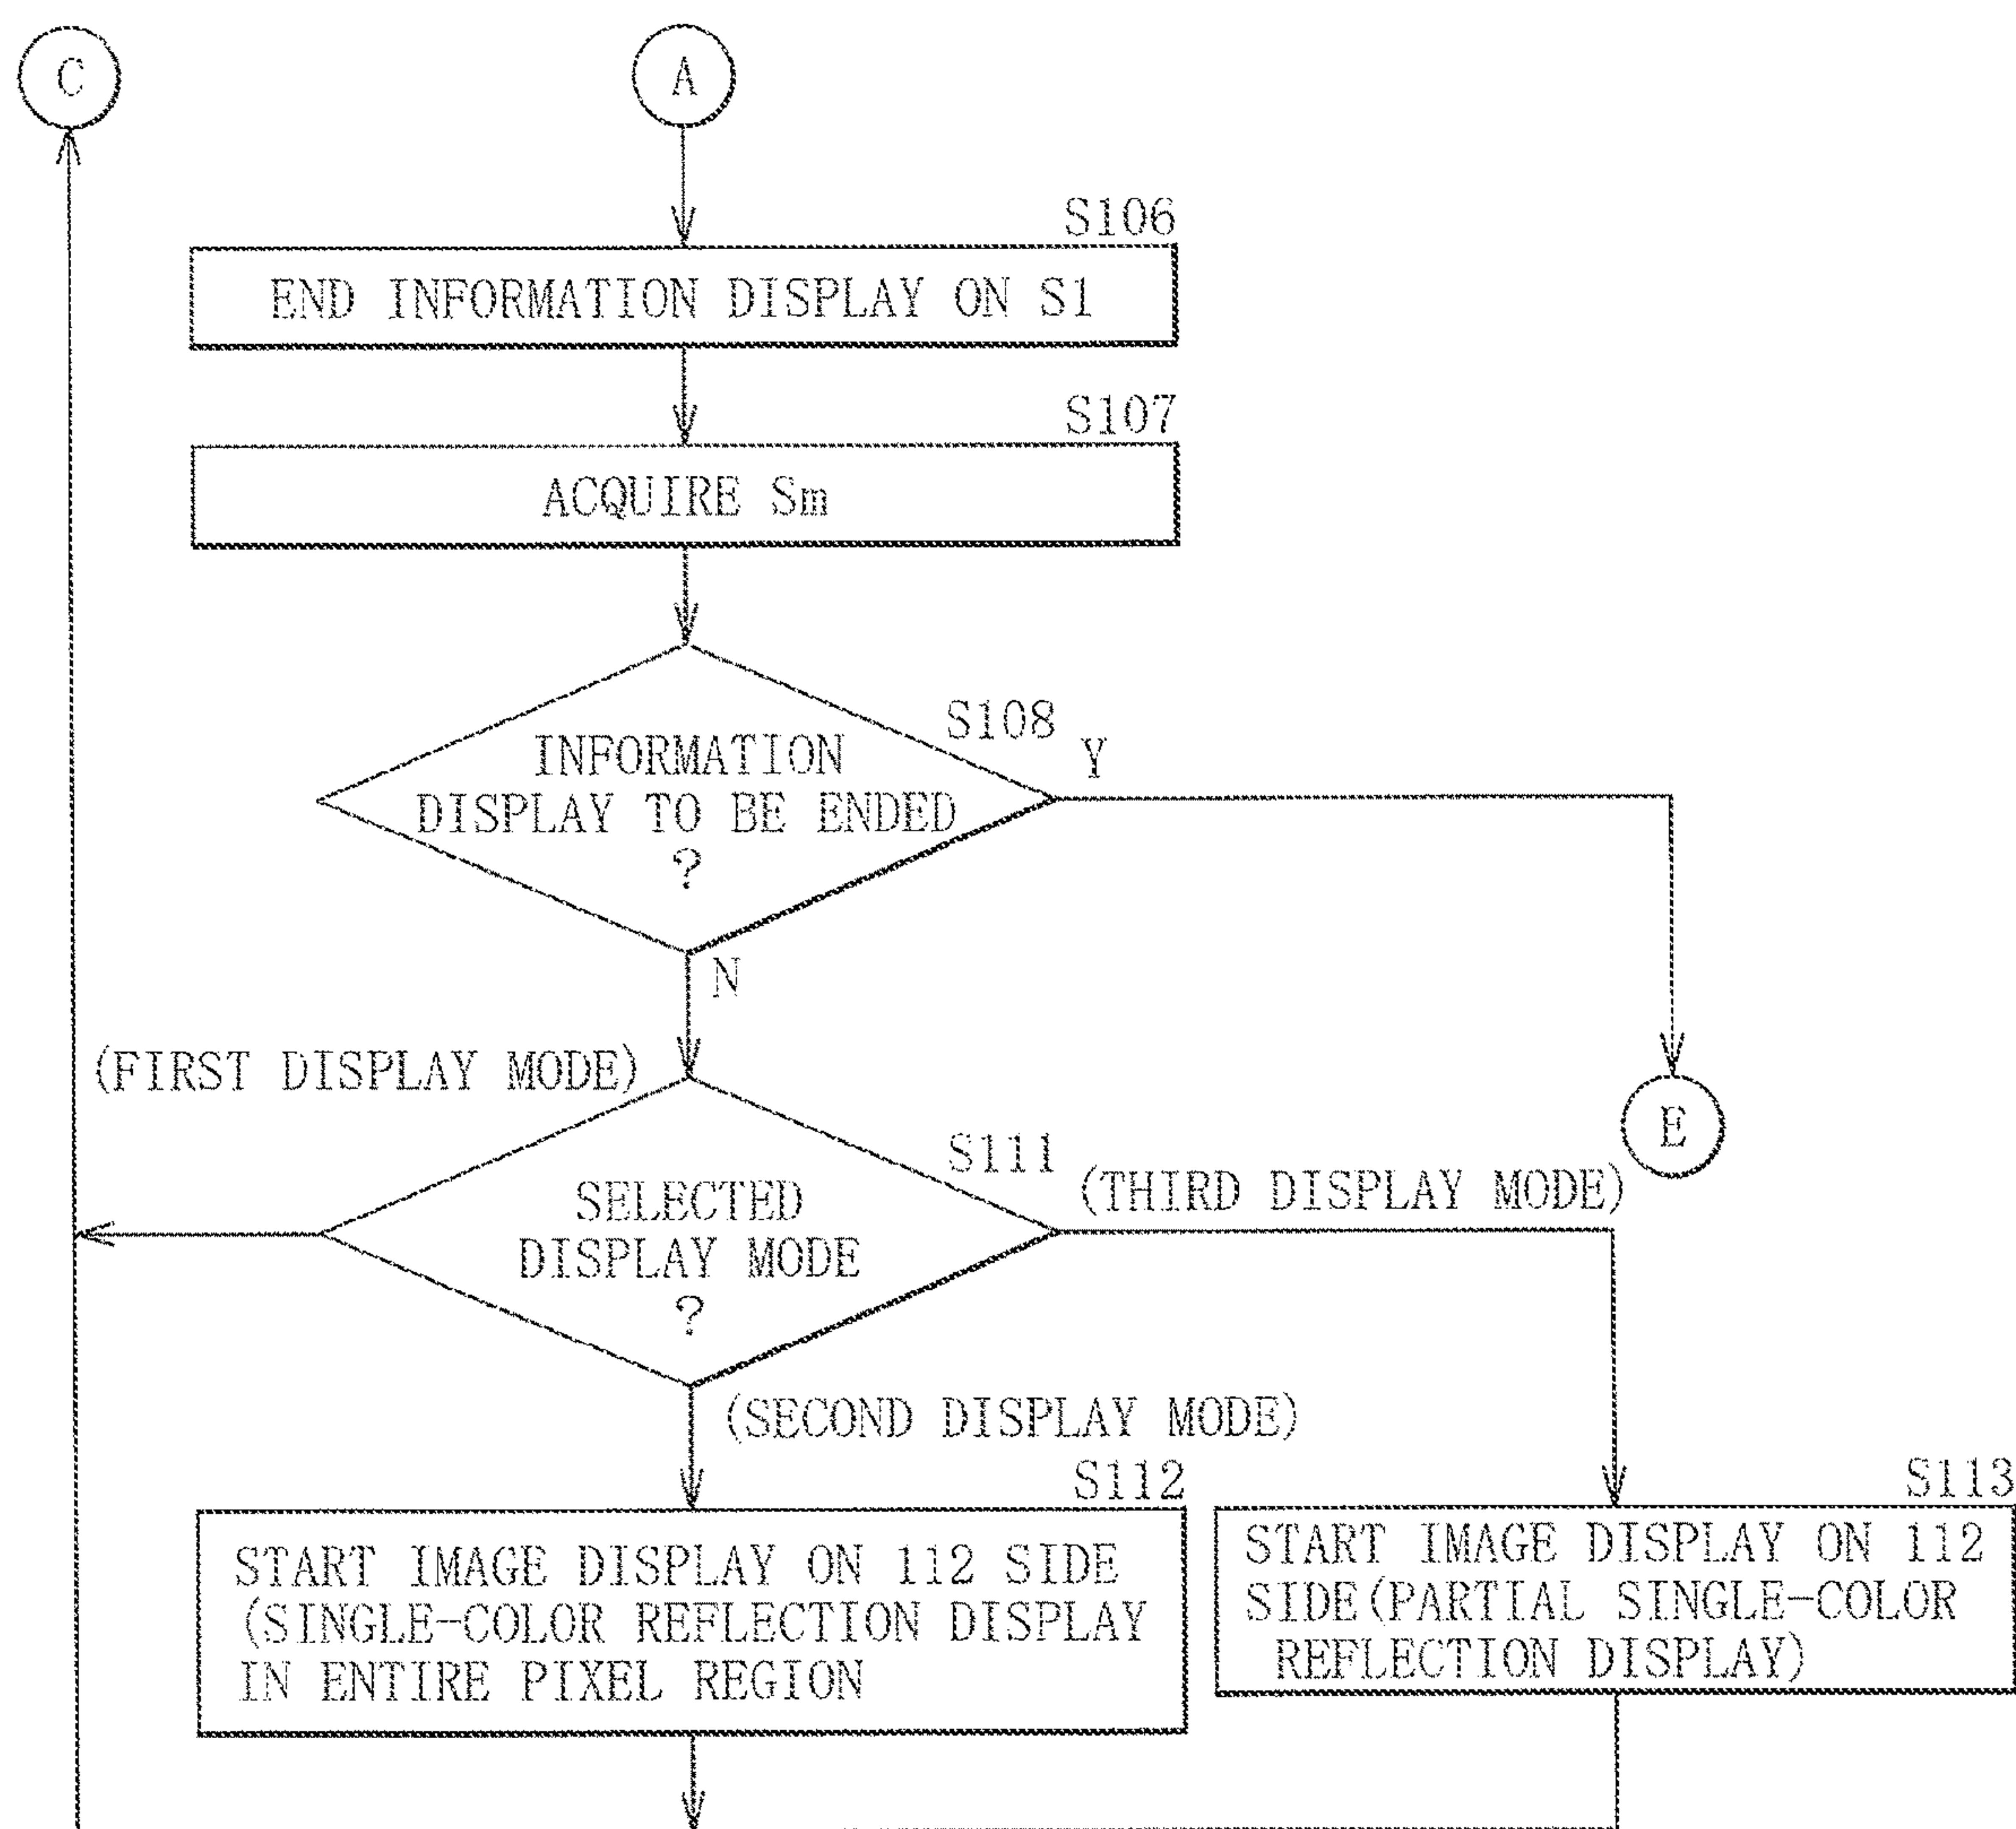 C
A
S106
END INFORMATION DISPLAY ON S1
S107
ACQUIRE Sm
S108
INFORMATION
DISPLAY TO BE ENDED
?
Y
N
E
(FIRST DISPLAY MODE)
S111
SELECTED
DISPLAY MODE
?
(THIRD DISPLAY MODE)
(SECOND DISPLAY MODE)
S112
START IMAGE DISPLAY ON 112 SIDE
(SINGLE-COLOR REFLECTION DISPLAY
IN ENTIRE PIXEL REGION
S113
START IMAGE DISPLAY ON 112
SIDE(PARTIAL SINGLE-COLOR
REFLECTION DISPLAY)